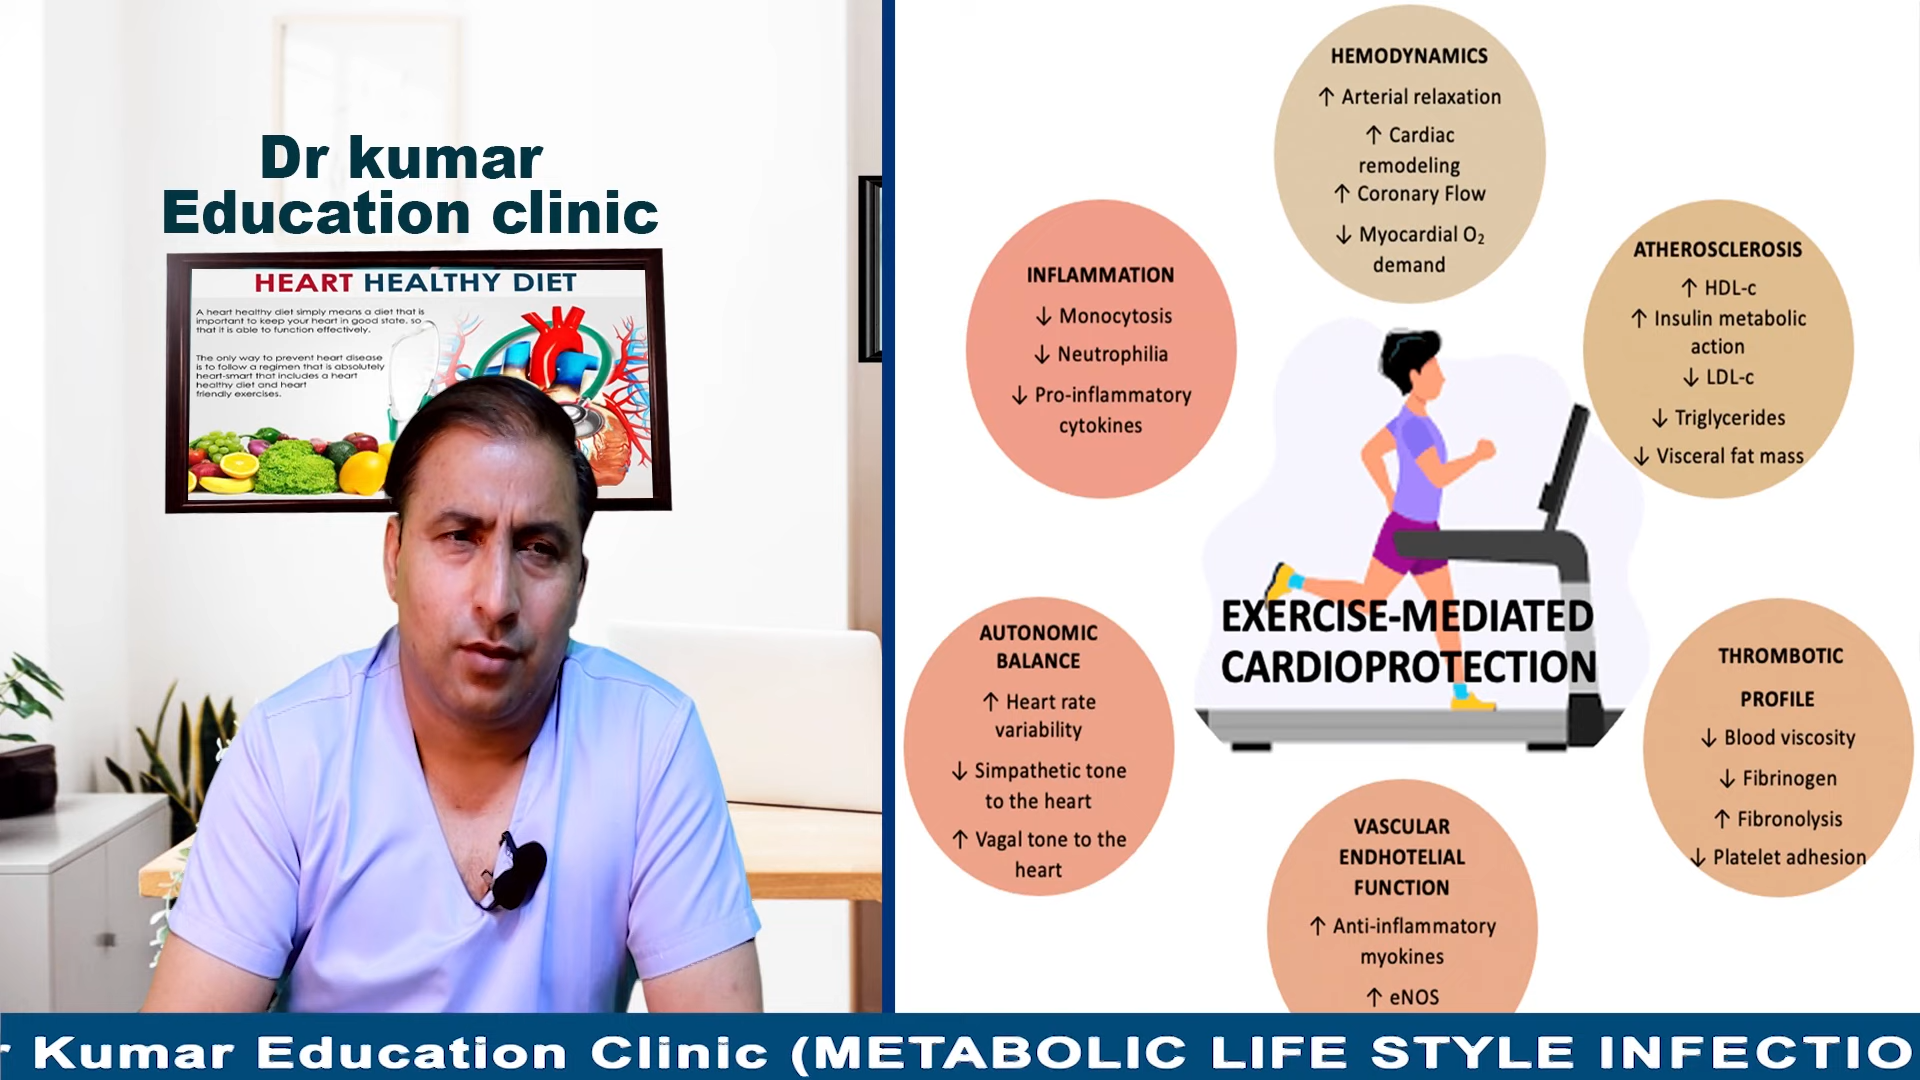 Dr kumar
Education clinic
HEART HEALTHY DIET
A heart healthy diet simply means a diet that is
important to keep your heart in good state, so
that it is able to function effectively.
The only way to prevent heart disease
is to follow a regimen that is absolutely
heart-smart that includes a heart
healthy diet and heart
friendly exercises.
HEMODYNAMICS
↑ Arterial relaxation
↑ Cardiac
remodeling
↑ Coronary Flow
↓ Myocardial O₂
demand
INFLAMMATION
↓ Monocytosis
↓ Neutrophilia
↓ Pro-inflammatory
cytokines
ATHEROSCLEROSIS
↑ HDL-c
↑ Insulin metabolic
action
↓ LDL-c
↓ Triglycerides
↓ Visceral fat mass
EXERCISE-MEDIATED
CARDIOPROTECTION
AUTONOMIC
BALANCE
↑ Heart rate
variability
↓ Simpathetic tone
to the heart
↑ Vagal tone to the
heart
THROMBOTIC
PROFILE
↓ Blood viscosity
↓ Fibrinogen
↑ Fibronolysis
↓ Platelet adhesion
VASCULAR
ENDHOTELIAL
FUNCTION
↑ Anti-inflammatory
myokines
↑ eNOS
r Kumar Education Clinic (METABOLIC LIFE STYLE INFECTIO